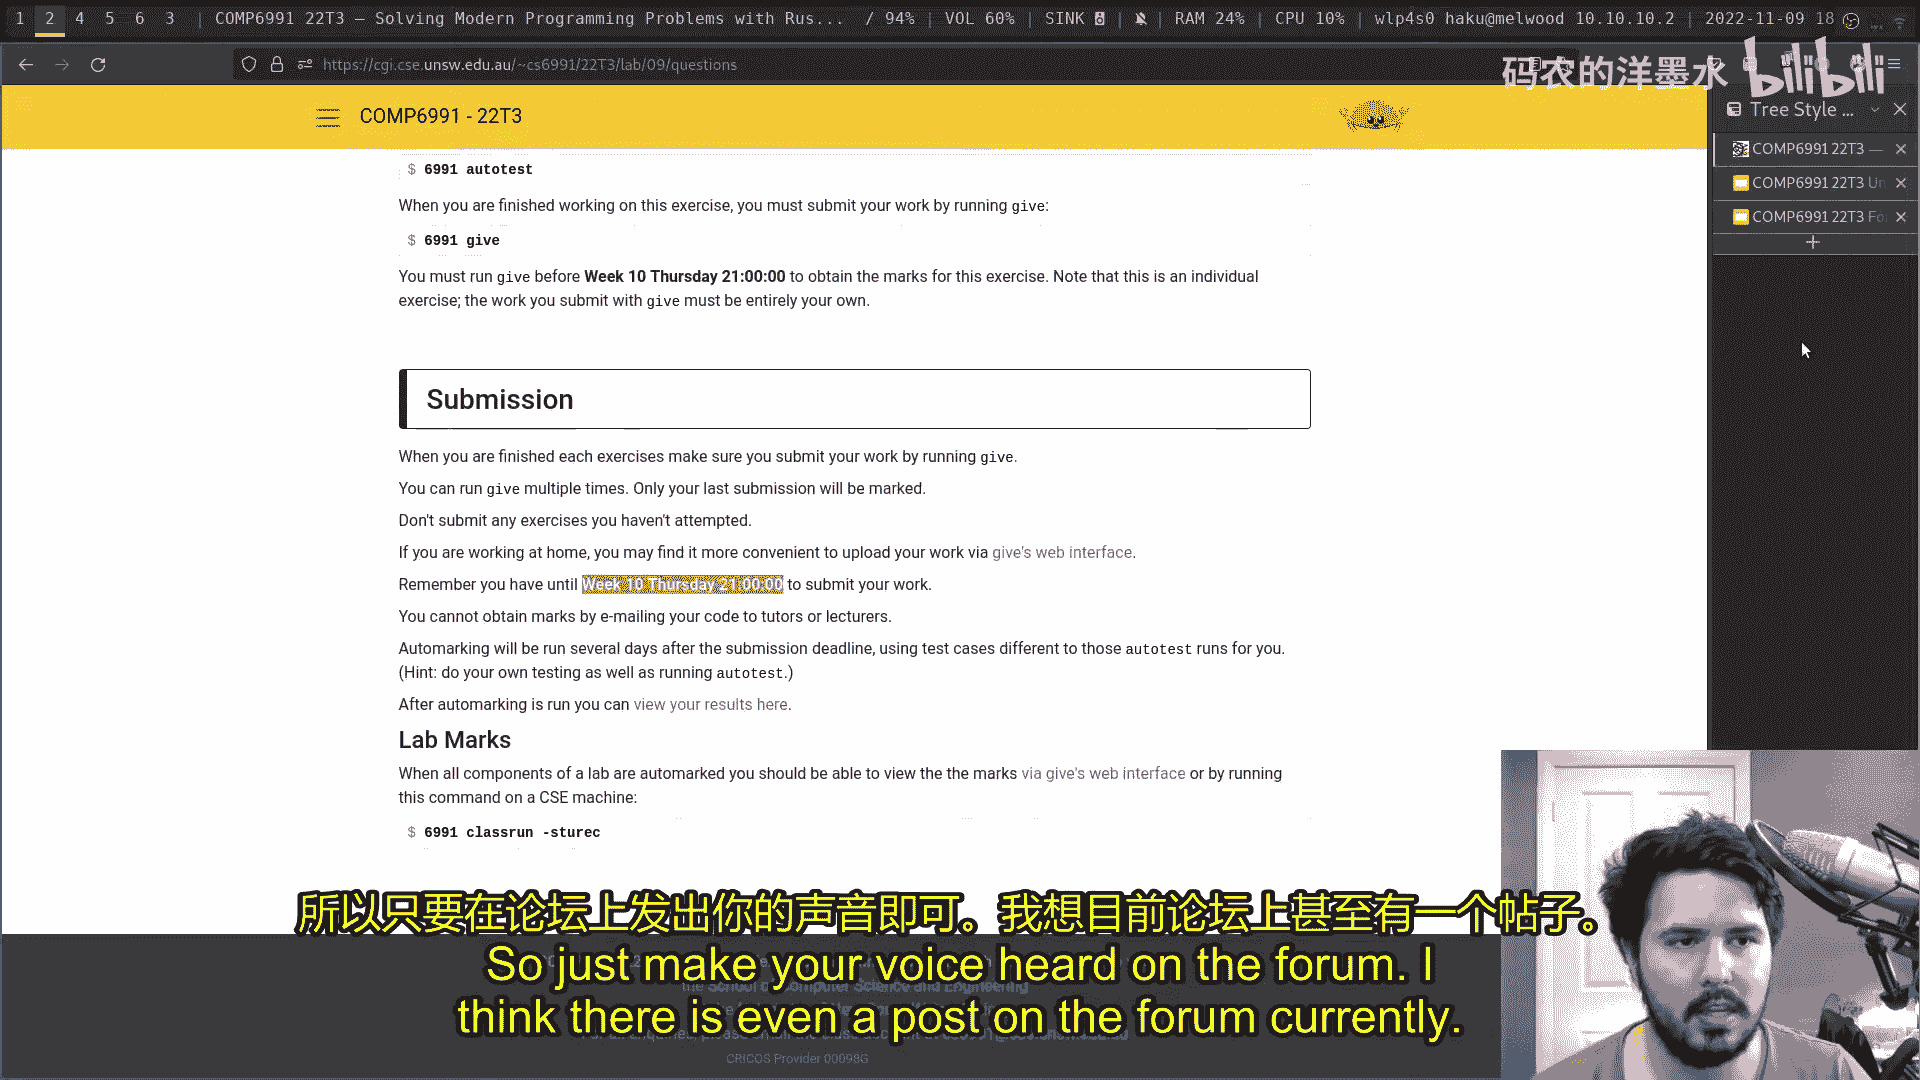 1 2 4 5 6 3 | COMP6991 22T3 — Solving Modern Programming Problems with Rus... / 94% | VOL 60% | SINK | RAM 24% | CPU 10% | wlp4s0 haku@melwood 10.10.10.2 | 2022-11-09 18
https://cgi.cse.unsw.edu.au/~cs6991/22T3/lab/09/questions
码农的洋墨水 bilibili
COMP6991 - 22T3
Tree Style ...
COMP6991 22T3 —
COMP6991 22T3 Un
COMP6991 22T3 Fo
$ 6991 autotest
When you are finished working on this exercise, you must submit your work by running give:
$ 6991 give
You must run give before Week 10 Thursday 21:00:00 to obtain the marks for this exercise. Note that this is an individual
exercise; the work you submit with give must be entirely your own.
Submission
When you are finished each exercises make sure you submit your work by running give.
You can run give multiple times. Only your last submission will be marked.
Don't submit any exercises you haven't attempted.
If you are working at home, you may find it more convenient to upload your work via give's web interface.
Remember you have until Week 10 Thursday 21:00:00 to submit your work.
You cannot obtain marks by e-mailing your code to tutors or lecturers.
Automarking will be run several days after the submission deadline, using test cases different to those autotest runs for you.
(Hint: do your own testing as well as running autotest.)
After automarking is run you can view your results here.
Lab Marks
When all components of a lab are automarked you should be able to view the the marks via give's web interface or by running
this command on a CSE machine:
$ 6991 classrun -sturec
所以只要在论坛上发出你的声音即可。我想目前论坛上甚至有一个帖子。
So just make your voice heard on the forum. I
the School of Computer Science and Engineering
think there is even a post on the forum currently.
CRICOS Provider 00098G